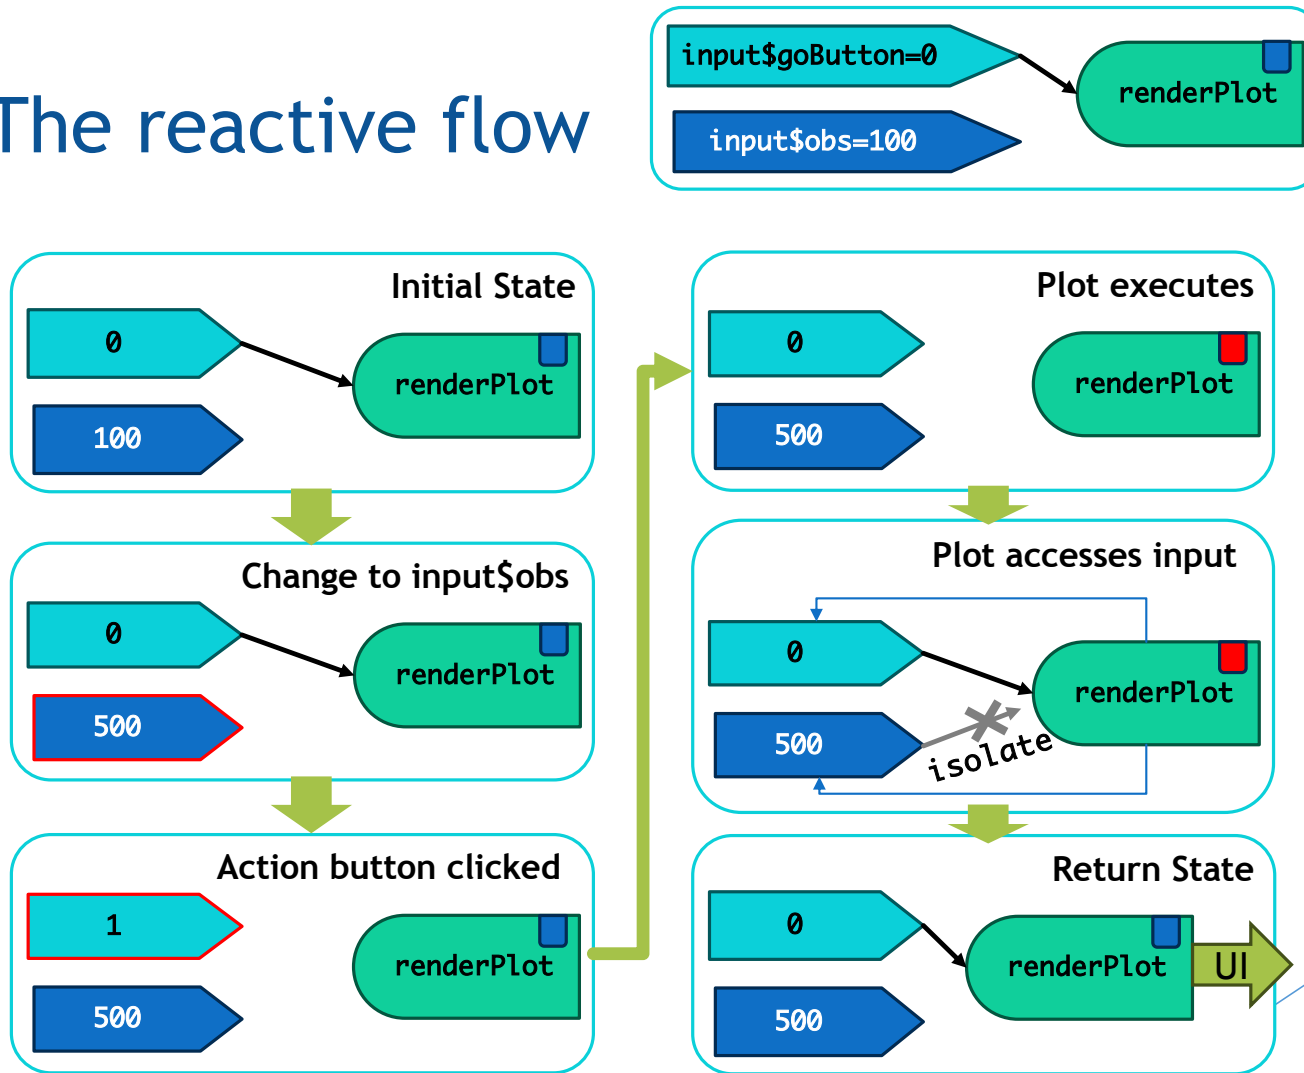 The reactive flow
input$goButton=0
renderPlot
input$obs=100
Initial State
0
renderPlot
100
Change to input$obs
0
renderPlot
500
Action button clicked
1
renderPlot
500
Plot executes
0
renderPlot
500
Plot accesses input
0
renderPlot
500
isolate
Return State
0
renderPlot
UI
500